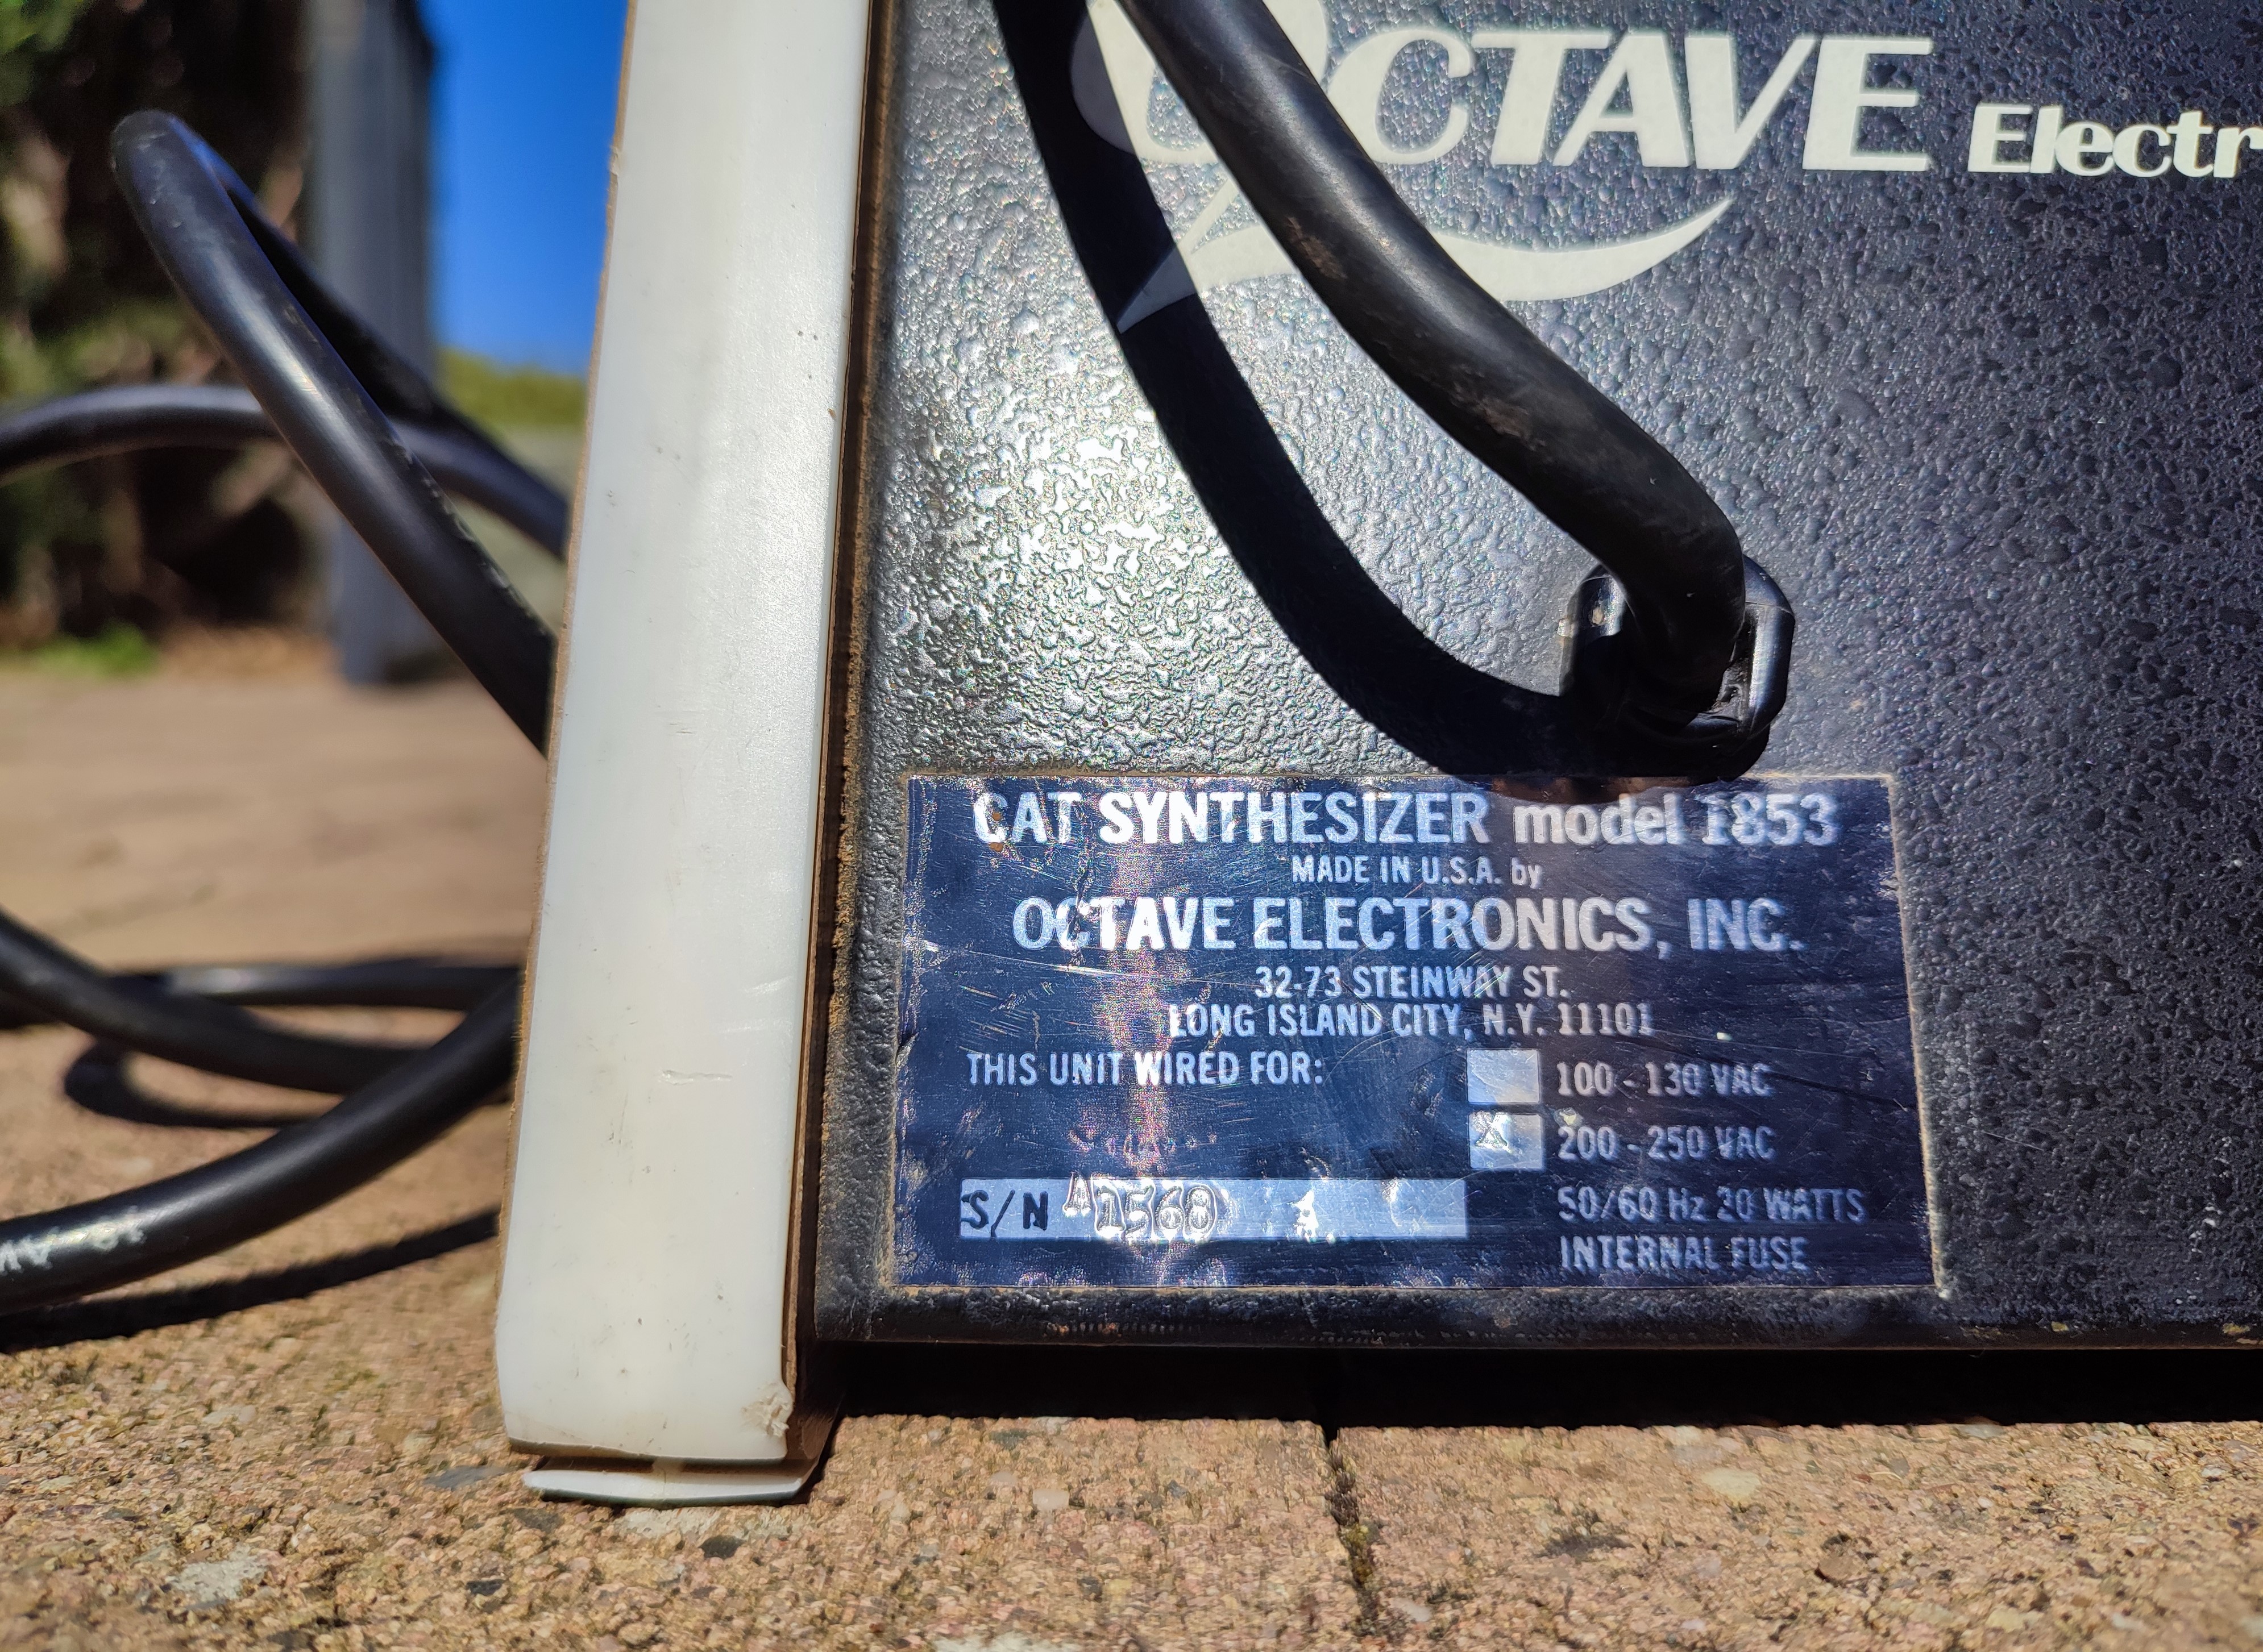 OCTAVE Electr
CAT SYNTHESIZER model 1853
MADE IN U.S.A. by
OCTAVE ELECTRONICS, INC.
32-73 STEINWAY ST.
LONG ISLAND CITY, N.Y. 11101
THIS UNIT WIRED FOR:
100-130 VAC
X 200-250 VAC
S/N A1568
50/60 Hz 20 WATTS
INTERNAL FUSE